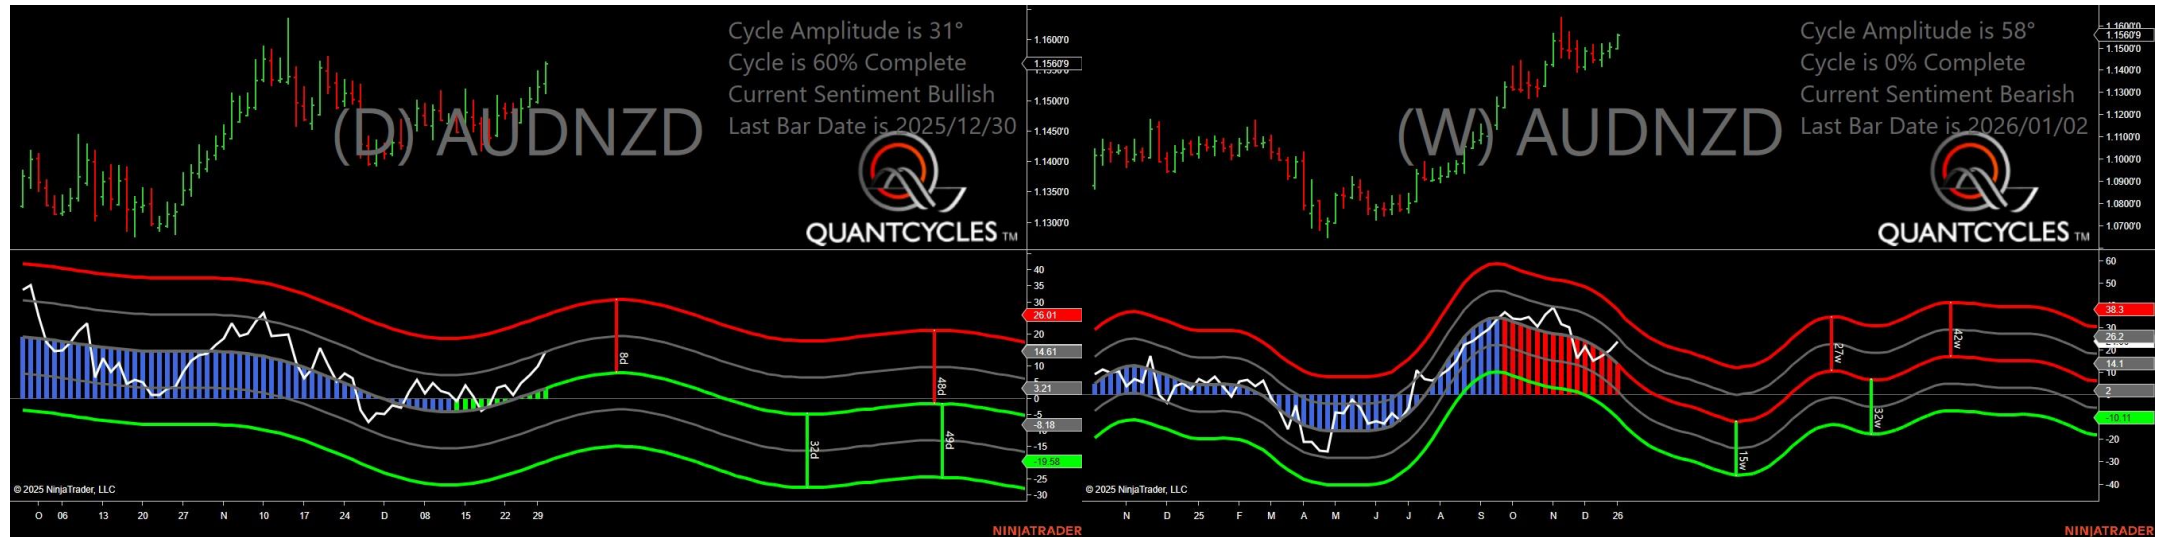 Cycle Amplitude is 31°
Cycle is 60% Complete
Current Sentiment Bullish
Last Bar Date is 2025/12/30
(D) AUDNZD
QUANTCYCLES TM
1.1600'0
1.1560'9
1.1500'0
1.1450'0
1.1400'0
1.1350'0
1.1300'0
40
35
30
26.01
20
14.61
10
5
3.21
0
-5
-8.18
-15
-19.58
-25
-30
8d
32d
48d
49d
© 2025 NinjaTrader, LLC
O 06 13 20 27 N 10 17 24 D 08 15 22 29
NINJATRADER
Cycle Amplitude is 58°
Cycle is 0% Complete
Current Sentiment Bearish
Last Bar Date is 2026/01/02
(W) AUDNZD
QUANTCYCLES TM
1.1600'0
1.1560'9
1.1500'0
1.1400'0
1.1300'0
1.1200'0
1.1100'0
1.1000'0
1.0900'0
1.0800'0
1.0700'0
60
50
38.3
30
26.2
20
14.1
10
2
-10.11
-20
-30
-40
15w
27w
32w
42w
© 2025 NinjaTrader, LLC
N D 25 F M A M J J A S O N D 26
NINJATRADER